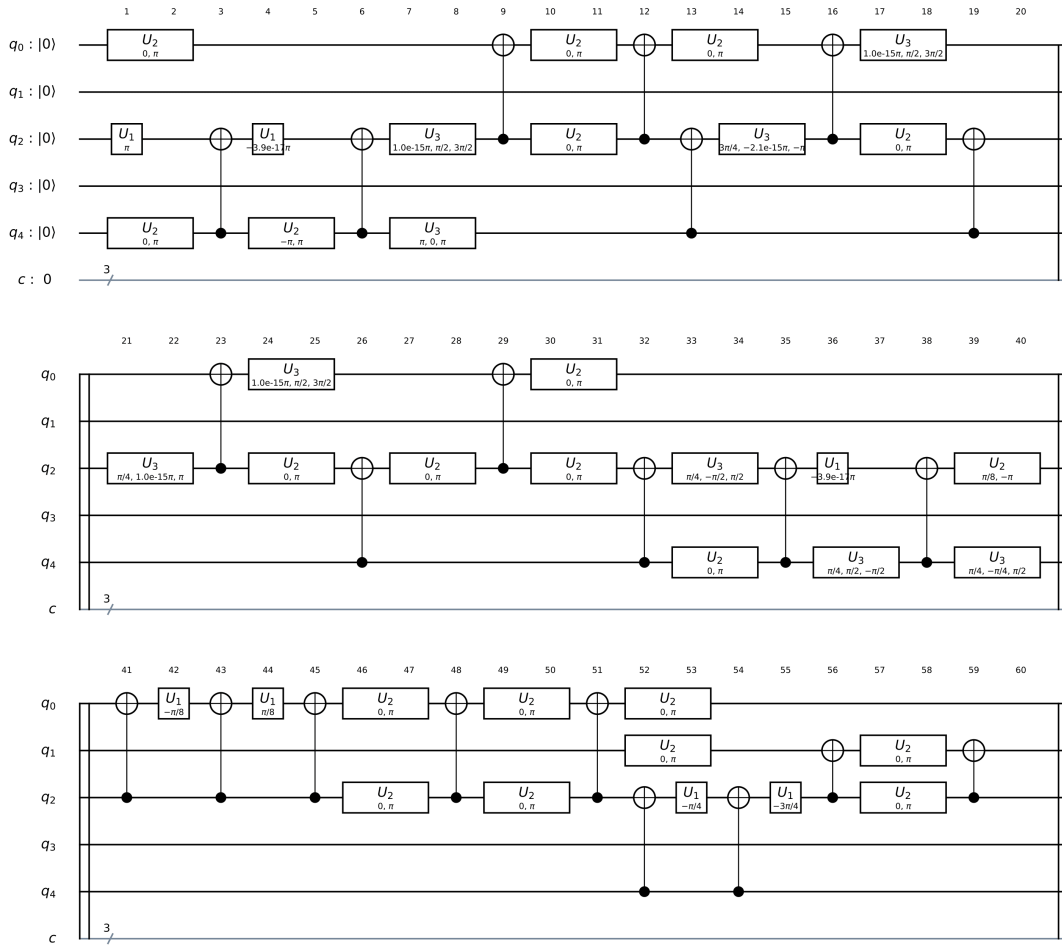 1 2 3 4 5 6 7 8 9 10 11 12 13 14 15 16 17 18 19 20
q₀ : |0⟩ U₂ U₂ U₂ U₃
0, π 0, π 0, π 1.0e-15π, π/2, 3π/2
q₁ : |0⟩
q₂ : |0⟩ U₁ U₁ U₃ U₂ U₃ U₂
π −3.9e-17π 1.0e-15π, π/2, 3π/2 0, π 3π/4, −2.1e-15π, −π 0, π
q₃ : |0⟩
q₄ : |0⟩ U₂ U₂ U₃
0, π −π, π π, 0, π
3
c : 0
21 22 23 24 25 26 27 28 29 30 31 32 33 34 35 36 37 38 39 40
q₀ U₃ U₂
1.0e-15π, π/2, 3π/2 0, π
q₁
q₂ U₃ U₂ U₂ U₂ U₃ U₁ U₂
π/4, 1.0e-15π, π 0, π 0, π 0, π π/4, −π/2, π/2 −3.9e-17π π/8, −π
q₃
q₄ U₂ U₃ U₃
0, π π/4, π/2, −π/2 π/4, −π/4, π/2
3
c
41 42 43 44 45 46 47 48 49 50 51 52 53 54 55 56 57 58 59 60
q₀ U₁ U₁ U₂ U₂ U₂
−π/8 π/8 0, π 0, π 0, π
q₁ U₂ U₂
0, π 0, π
q₂ U₂ U₂ U₁ U₁ U₂
0, π 0, π −π/4 −3π/4 0, π
q₃
q₄
3
c